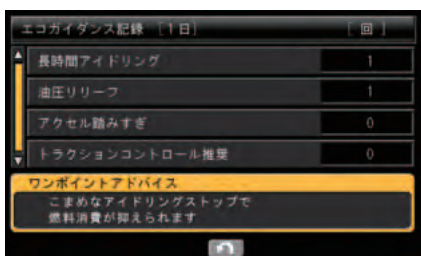 エコガイダンス記録 [1日] [回]
長時間アイドリング 1
油圧リリーフ 1
アクセル踏みすぎ 0
トラクションコントロール推奨 0
ワンポイントアドバイス
こまめなアイドリングストップで
燃料消費が抑えられます